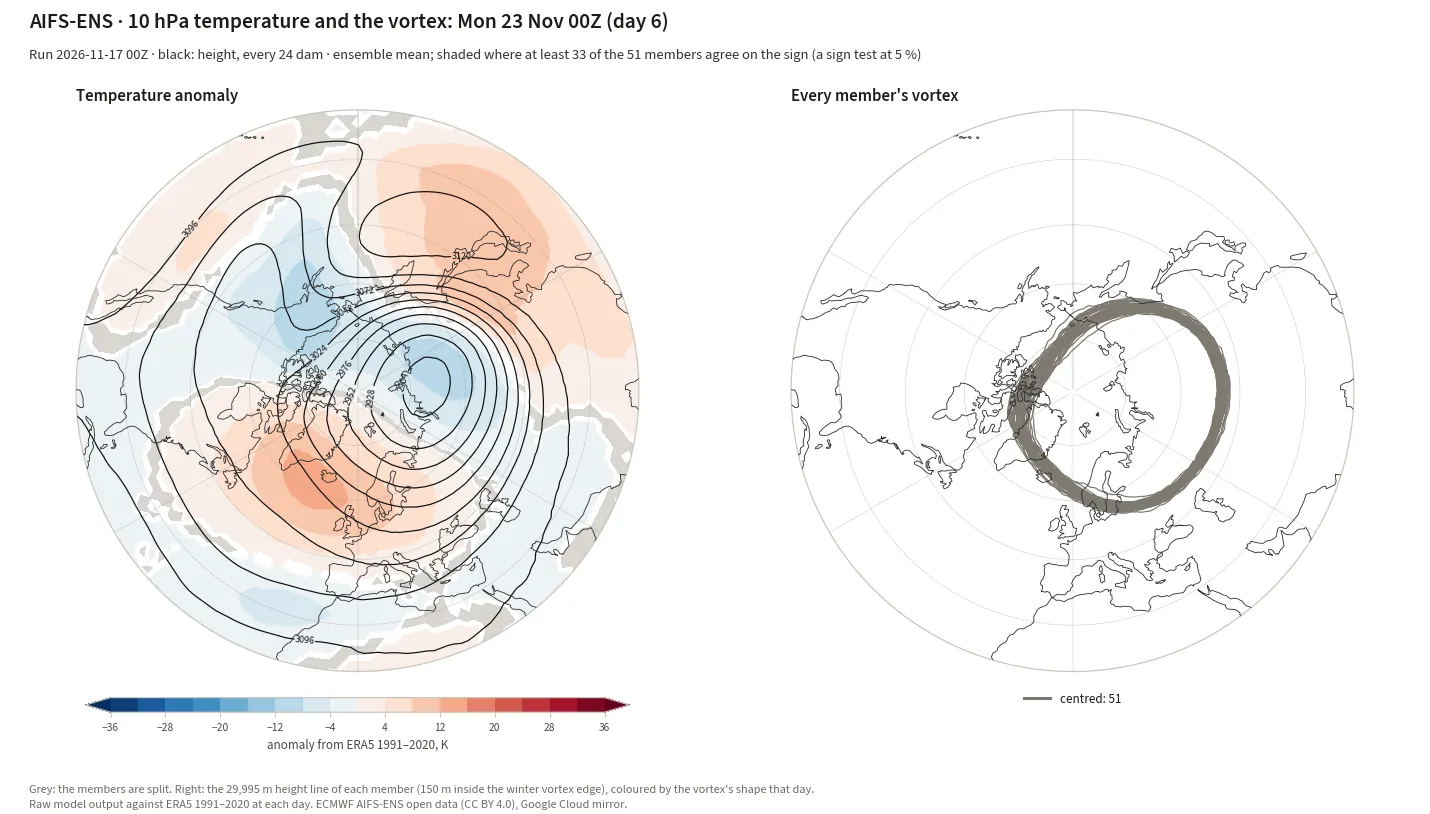 AIFS-ENS · 10 hPa temperature and the vortex: Mon 23 Nov 00Z (day 6)
Run 2026-11-17 00Z · black: height, every 24 dam · ensemble mean; shaded where at least 33 of the 51 members agree on the sign (a sign test at 5 %)
Temperature anomaly
Every member's vortex
3096
3120
3072
3048
3024
2976
2952
2928
3096
centred: 51
−36 −28 −20 −12 −4 4 12 20 28 36
anomaly from ERA5 1991–2020, K
Grey: the members are split. Right: the 29,995 m height line of each member (150 m inside the winter vortex edge), coloured by the vortex's shape that day.
Raw model output against ERA5 1991–2020 at each day. ECMWF AIFS-ENS open data (CC BY 4.0), Google Cloud mirror.